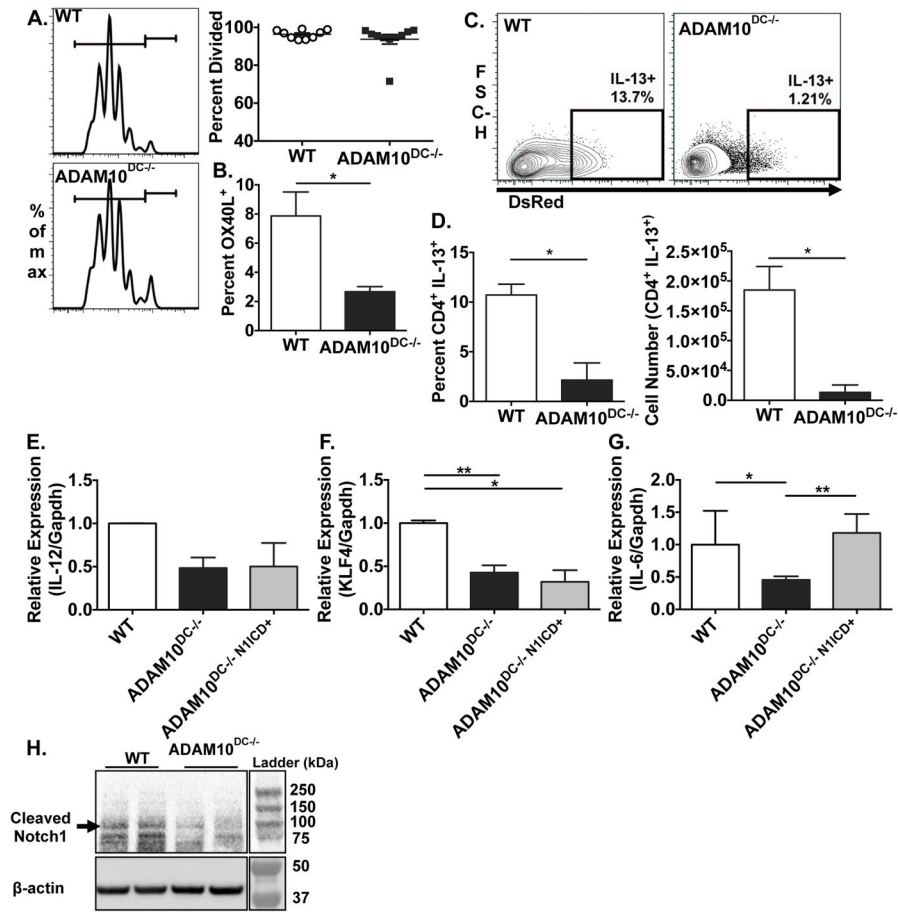 A.
WT
ADAM10DC-/-
% of max
Percent Divided
100
80
60
40
WT
ADAM10DC-/-
B.
Percent OX40L+
10
8
6
4
2
0
*
WT
ADAM10DC-/-
C.
WT
ADAM10DC-/-
FSC-H
IL-13+
13.7%
IL-13+
1.21%
DsRed
D.
Percent CD4+ IL-13+
15
10
5
0
*
WT
ADAM10DC-/-
Cell Number (CD4+ IL-13+)
2.5×105
2.0×105
1.5×105
1.0×105
5.0×104
0.0
*
WT
ADAM10DC-/-
E.
Relative Expression
(IL-12/Gapdh)
1.5
1.0
0.5
0.0
WT
ADAM10DC-/-
ADAM10DC-/- N1ICD+
F.
Relative Expression
(KLF4/Gapdh)
1.5
1.0
0.5
0.0
**
*
WT
ADAM10DC-/-
ADAM10DC-/- N1ICD+
G.
Relative Expression
(IL-6/Gapdh)
2.0
1.5
1.0
0.5
0.0
*
**
WT
ADAM10DC-/-
ADAM10DC-/- N1ICD+
H.
WT
ADAM10DC-/-
Ladder (kDa)
Cleaved
Notch1
250
150
100
75
β-actin
50
37